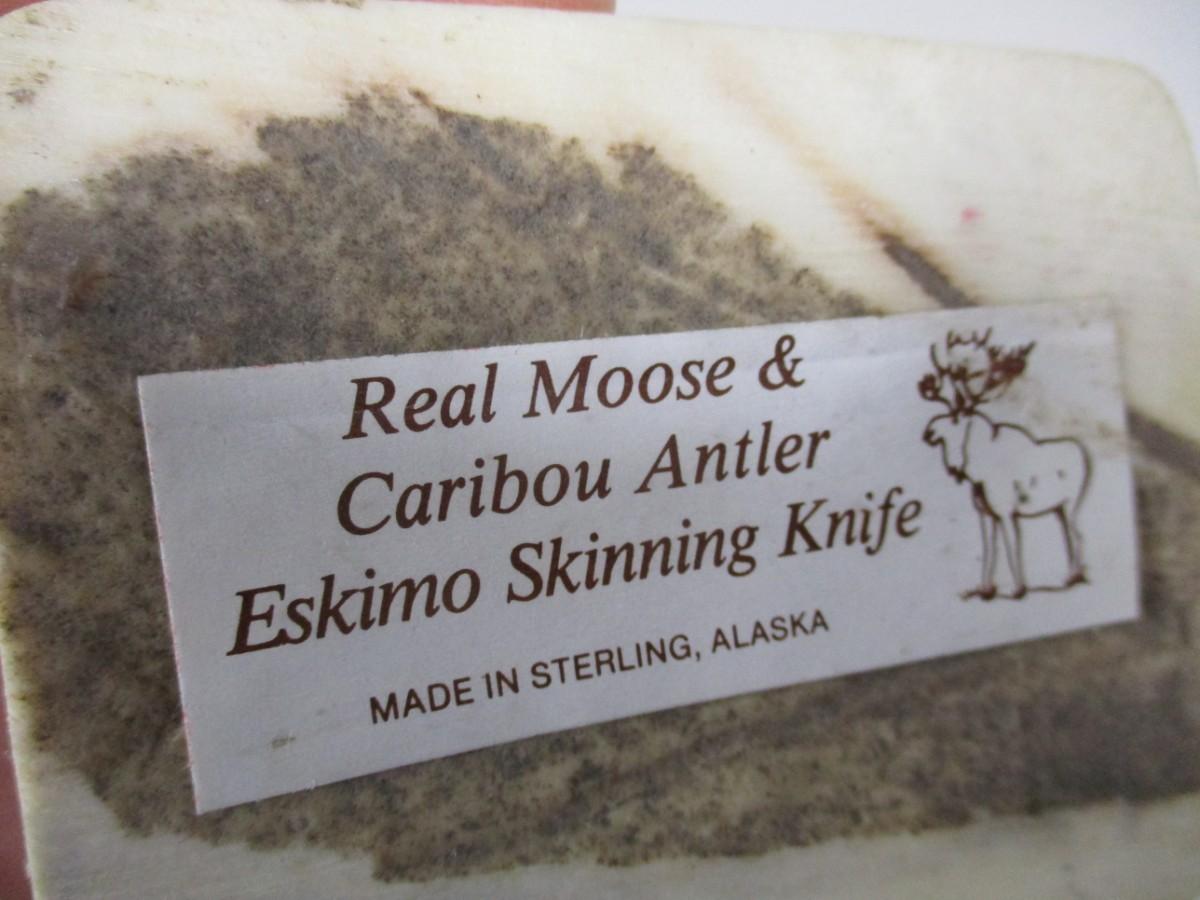 Real Moose &
Caribou Antler
Eskimo Skinning Knife
MADE IN STERLING, ALASKA